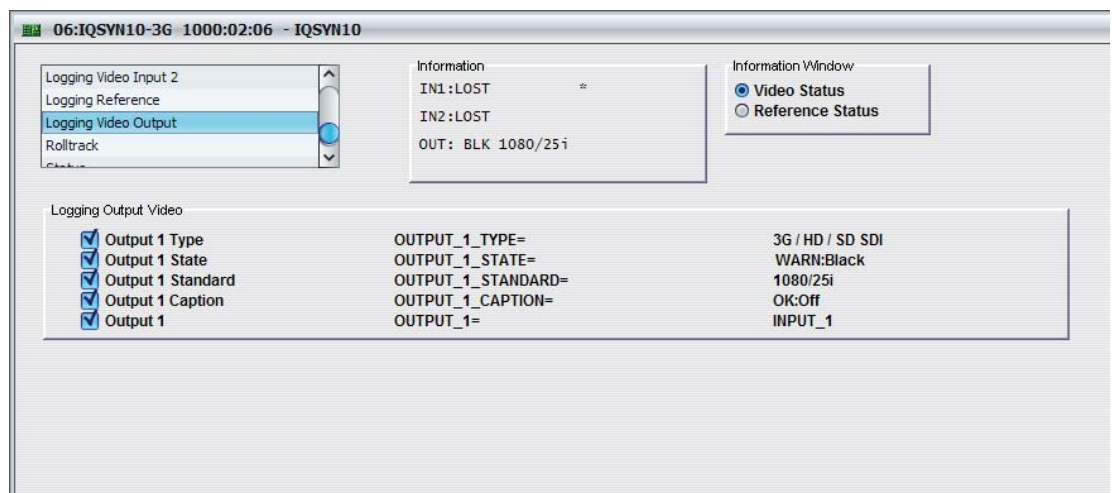 06:IQSYN10-3G 1000:02:06 - IQSYN10
Logging Video Input 2
Logging Reference
Logging Video Output
Rolltrack
Status
Information
IN1:LOST *
IN2:LOST
OUT: BLK 1080/25i
Information Window
Video Status
Reference Status
Logging Output Video
Output 1 Type OUTPUT_1_TYPE= 3G / HD / SD SDI
Output 1 State OUTPUT_1_STATE= WARN:Black
Output 1 Standard OUTPUT_1_STANDARD= 1080/25i
Output 1 Caption OUTPUT_1_CAPTION= OK:Off
Output 1 OUTPUT_1= INPUT_1